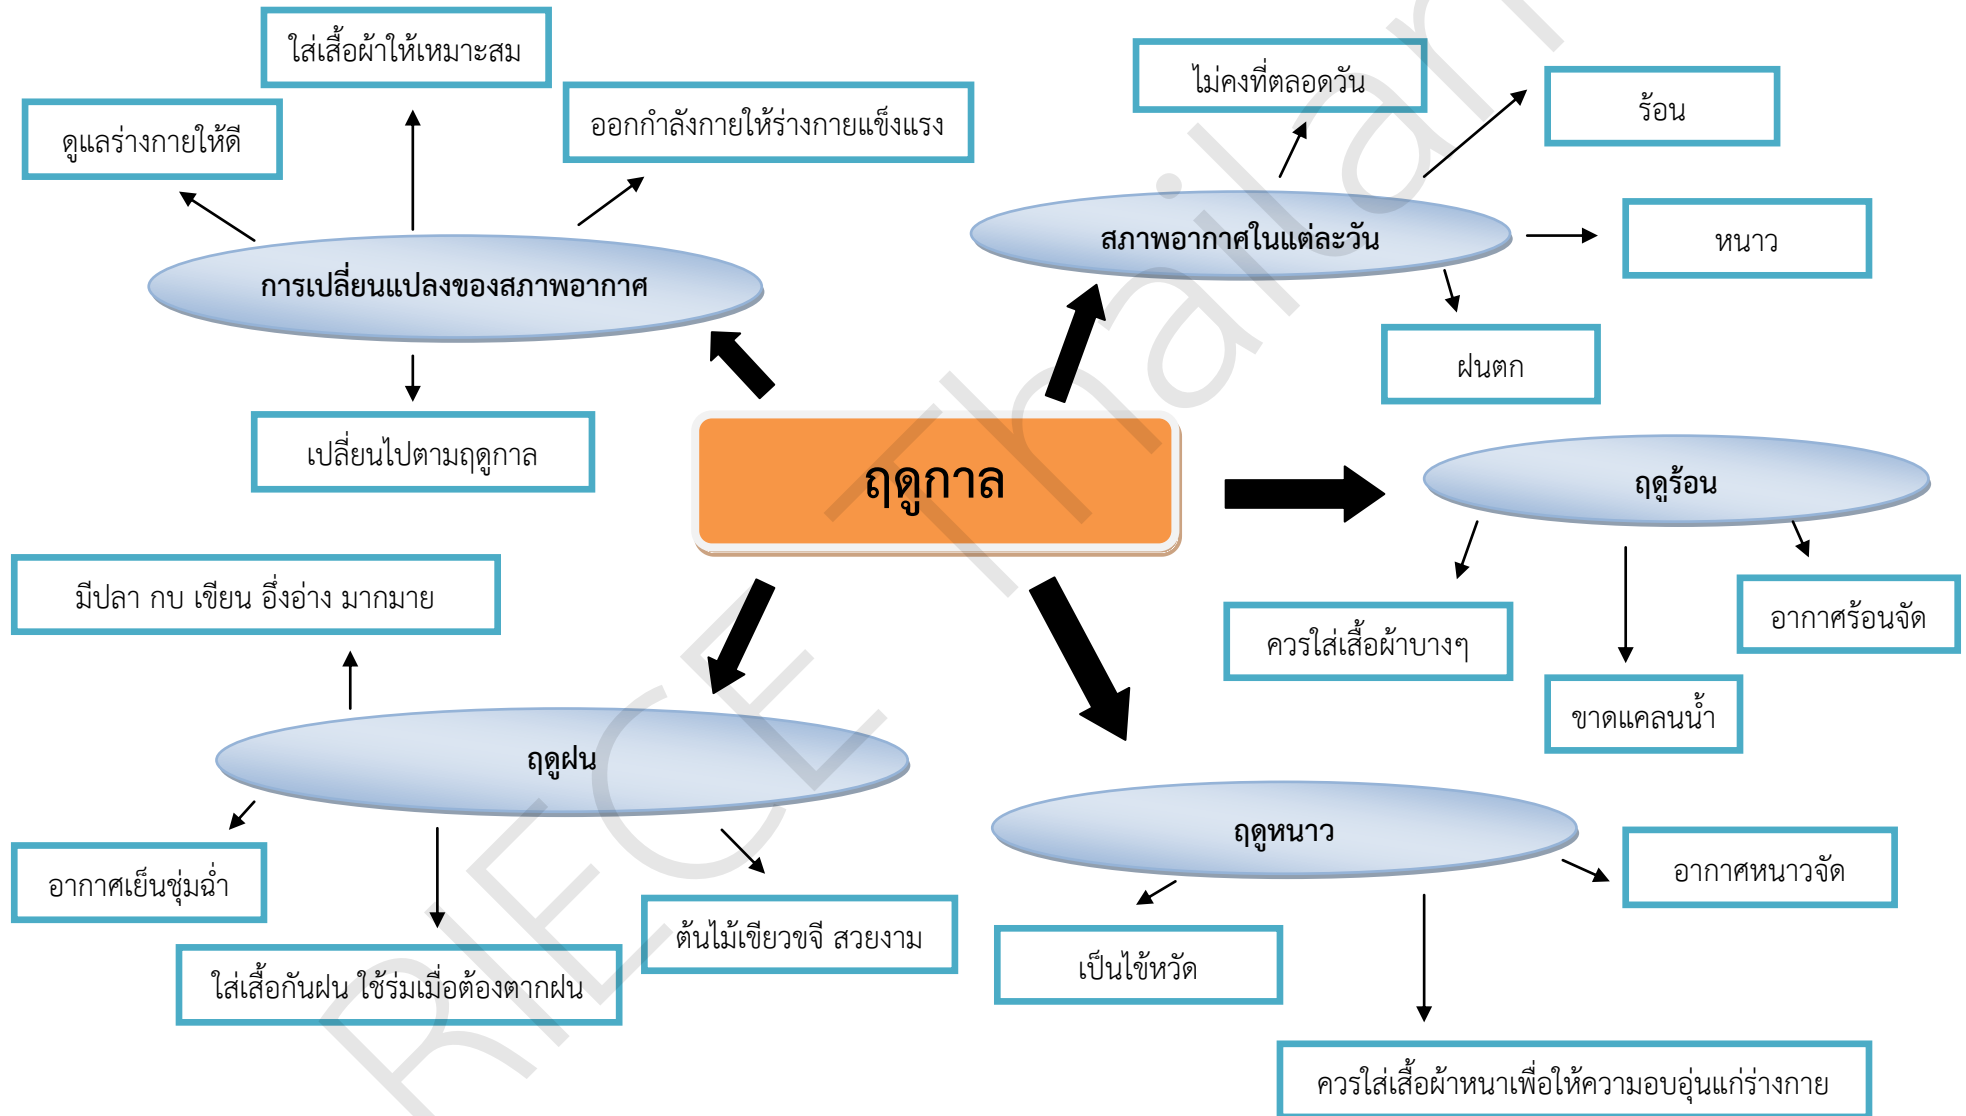 ใส่เสื้อผ้าให้เหมาะสม
ไม่คงที่ตลอดวัน
ร้อน
ออกกำลังกายให้ร่างกายแข็งแรง
ดูแลร่างกายให้ดี
สภาพอากาศในแต่ละวัน
หนาว
การเปลี่ยนแปลงของสภาพอากาศ
ฝนตก
เปลี่ยนไปตามฤดูกาล
ฤดูกาล
ฤดูร้อน
มีปลา กบ เขียน อึ่งอ่าง มากมาย
ควรใส่เสื้อผ้าบางๆ
อากาศร้อนจัด
ขาดแคลนน้ำ
ฤดูฝน
ฤดูหนาว
อากาศเย็นชุ่มฉ่ำ
อากาศหนาวจัด
ต้นไม้เขียวขจี สวยงาม
เป็นไข้หวัด
ใส่เสื้อกันฝน ใช้ร่มเมื่อต้องตากฝน
ควรใส่เสื้อผ้าหนาเพื่อให้ความอบอุ่นแก่ร่างกาย
RIECE Thailan